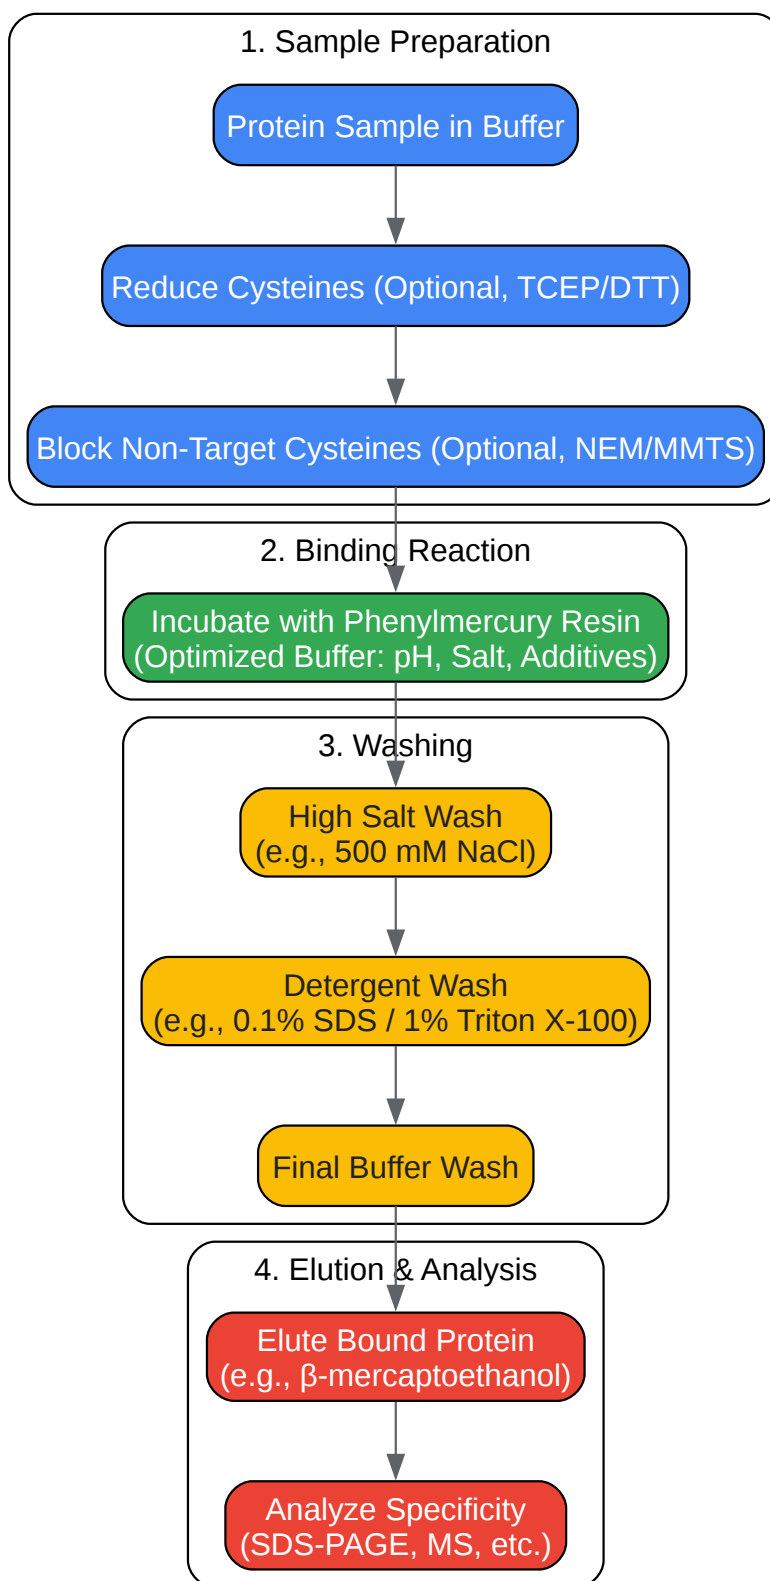 1. Sample Preparation
Protein Sample in Buffer
Reduce Cysteines (Optional, TCEP/DTT)
Block Non-Target Cysteines (Optional, NEM/MMTS)
2. Binding Reaction
Incubate with Phenylmercury Resin
(Optimized Buffer: pH, Salt, Additives)
3. Washing
High Salt Wash
(e.g., 500 mM NaCl)
Detergent Wash
(e.g., 0.1% SDS / 1% Triton X-100)
Final Buffer Wash
4. Elution & Analysis
Elute Bound Protein
(e.g., β-mercaptoethanol)
Analyze Specificity
(SDS-PAGE, MS, etc.)